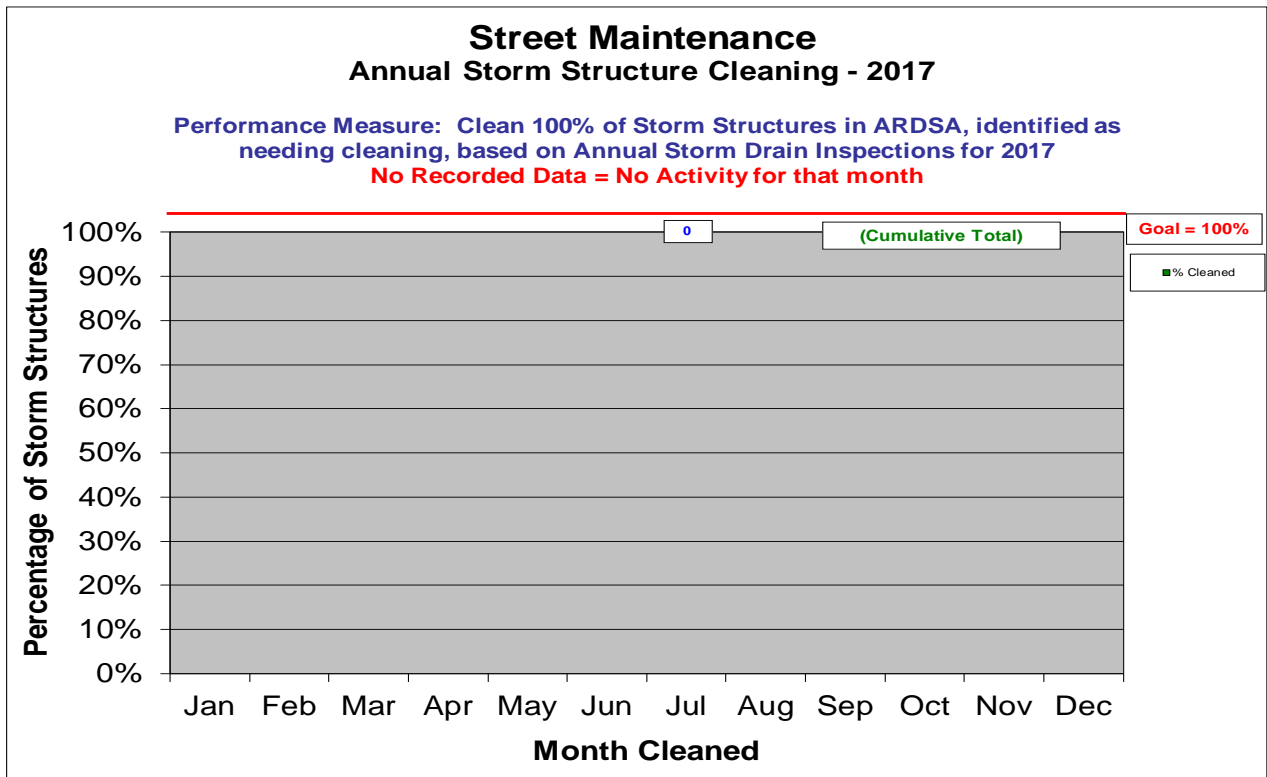 Street Maintenance
Annual Storm Structure Cleaning - 2017
Performance Measure: Clean 100% of Storm Structures in ARDSA, identified as
needing cleaning, based on Annual Storm Drain Inspections for 2017
No Recorded Data = No Activity for that month
0
(Cumulative Total)
Goal = 100%
% Cleaned
Percentage of Storm Structures
100%
90%
80%
70%
60%
50%
40%
30%
20%
10%
0%
Jan Feb Mar Apr May Jun Jul Aug Sep Oct Nov Dec
Month Cleaned